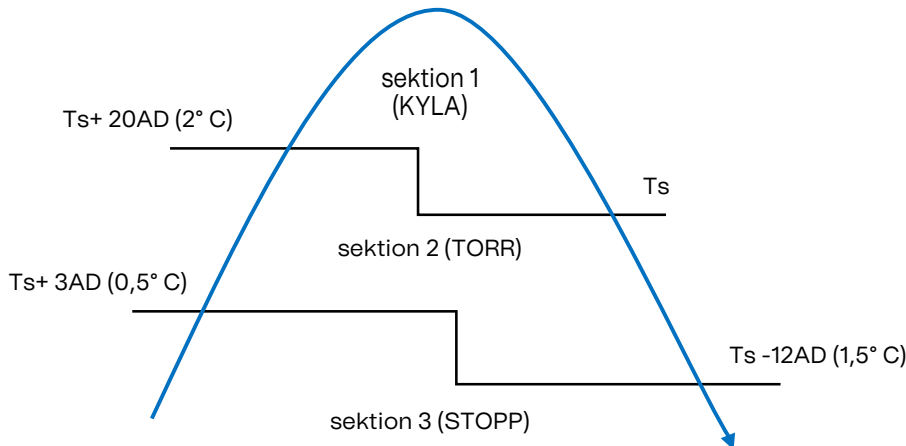 sektion 1
(KYLA)
Ts+ 20AD (2° C)
Ts
sektion 2 (TORR)
Ts+ 3AD (0,5° C)
Ts -12AD (1,5° C)
sektion 3 (STOPP)